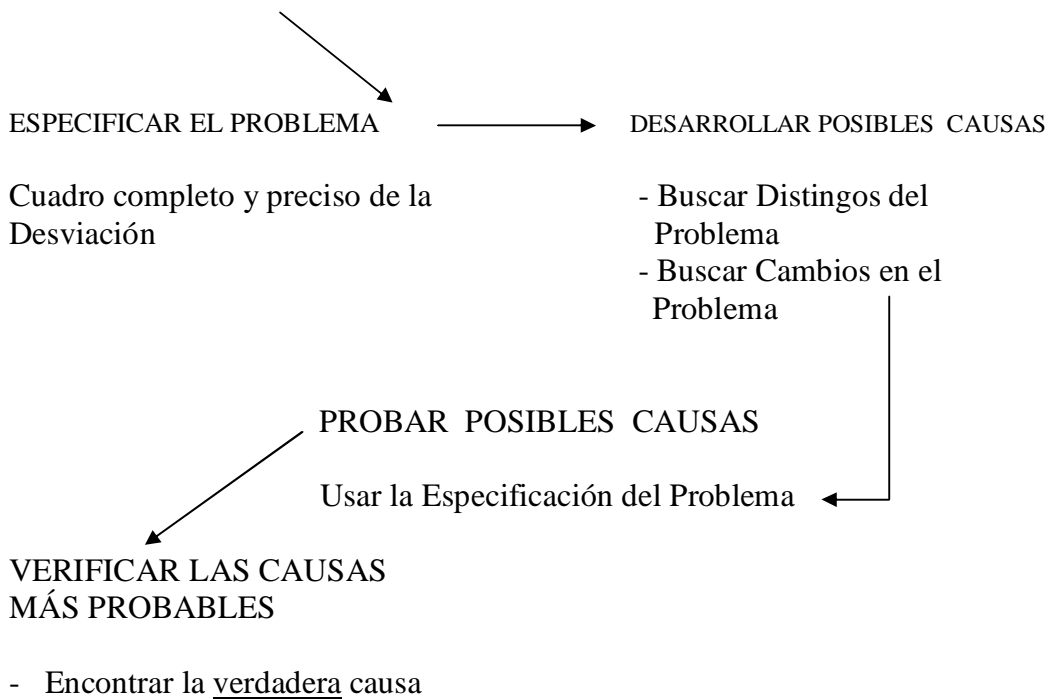 ESPECIFICAR EL PROBLEMA
DESARROLLAR POSIBLES CAUSAS
Cuadro completo y preciso de la
Desviación
- Buscar Distingos del
Problema
- Buscar Cambios en el
Problema
PROBAR POSIBLES CAUSAS
Usar la Especificación del Problema
VERIFICAR LAS CAUSAS
MÁS PROBABLES
- Encontrar la verdadera causa